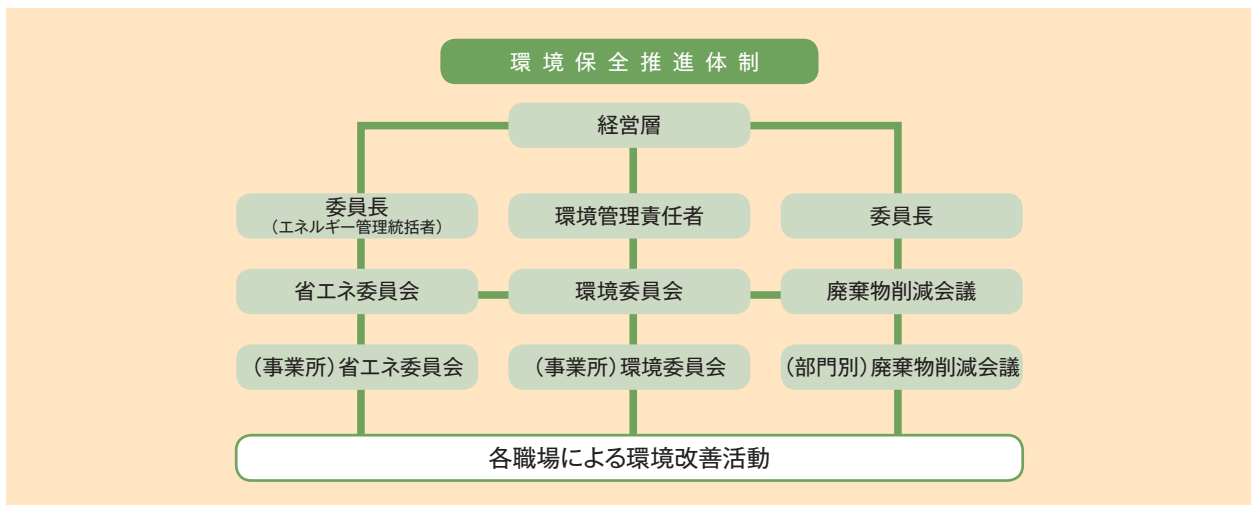 環境保全推進体制
経営層
委員長
（エネルギー管理統括者）
環境管理責任者
委員長
省エネ委員会
環境委員会
廃棄物削減会議
（事業所）省エネ委員会
（事業所）環境委員会
（部門別）廃棄物削減会議
各職場による環境改善活動